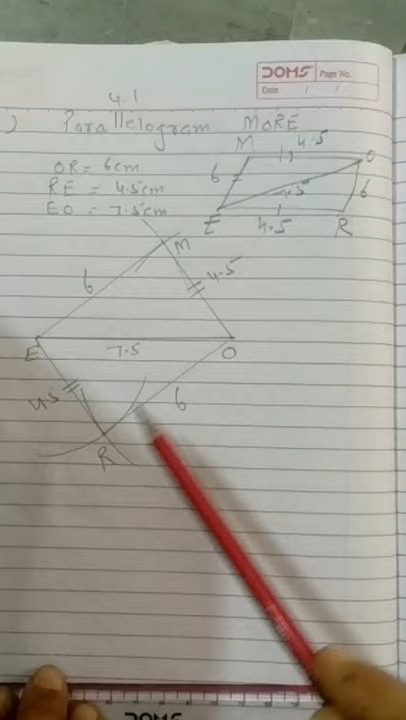 DOMS Page No.
Date / /
4.1
) Parallelogram MORE
OR = 6cm
RE = 4.5cm
EO = 7.5cm
M 4.5 O
6 7.5 6
E 4.5 R
M
6 4.5
E 7.5 O
4.5 6
R
DOMS